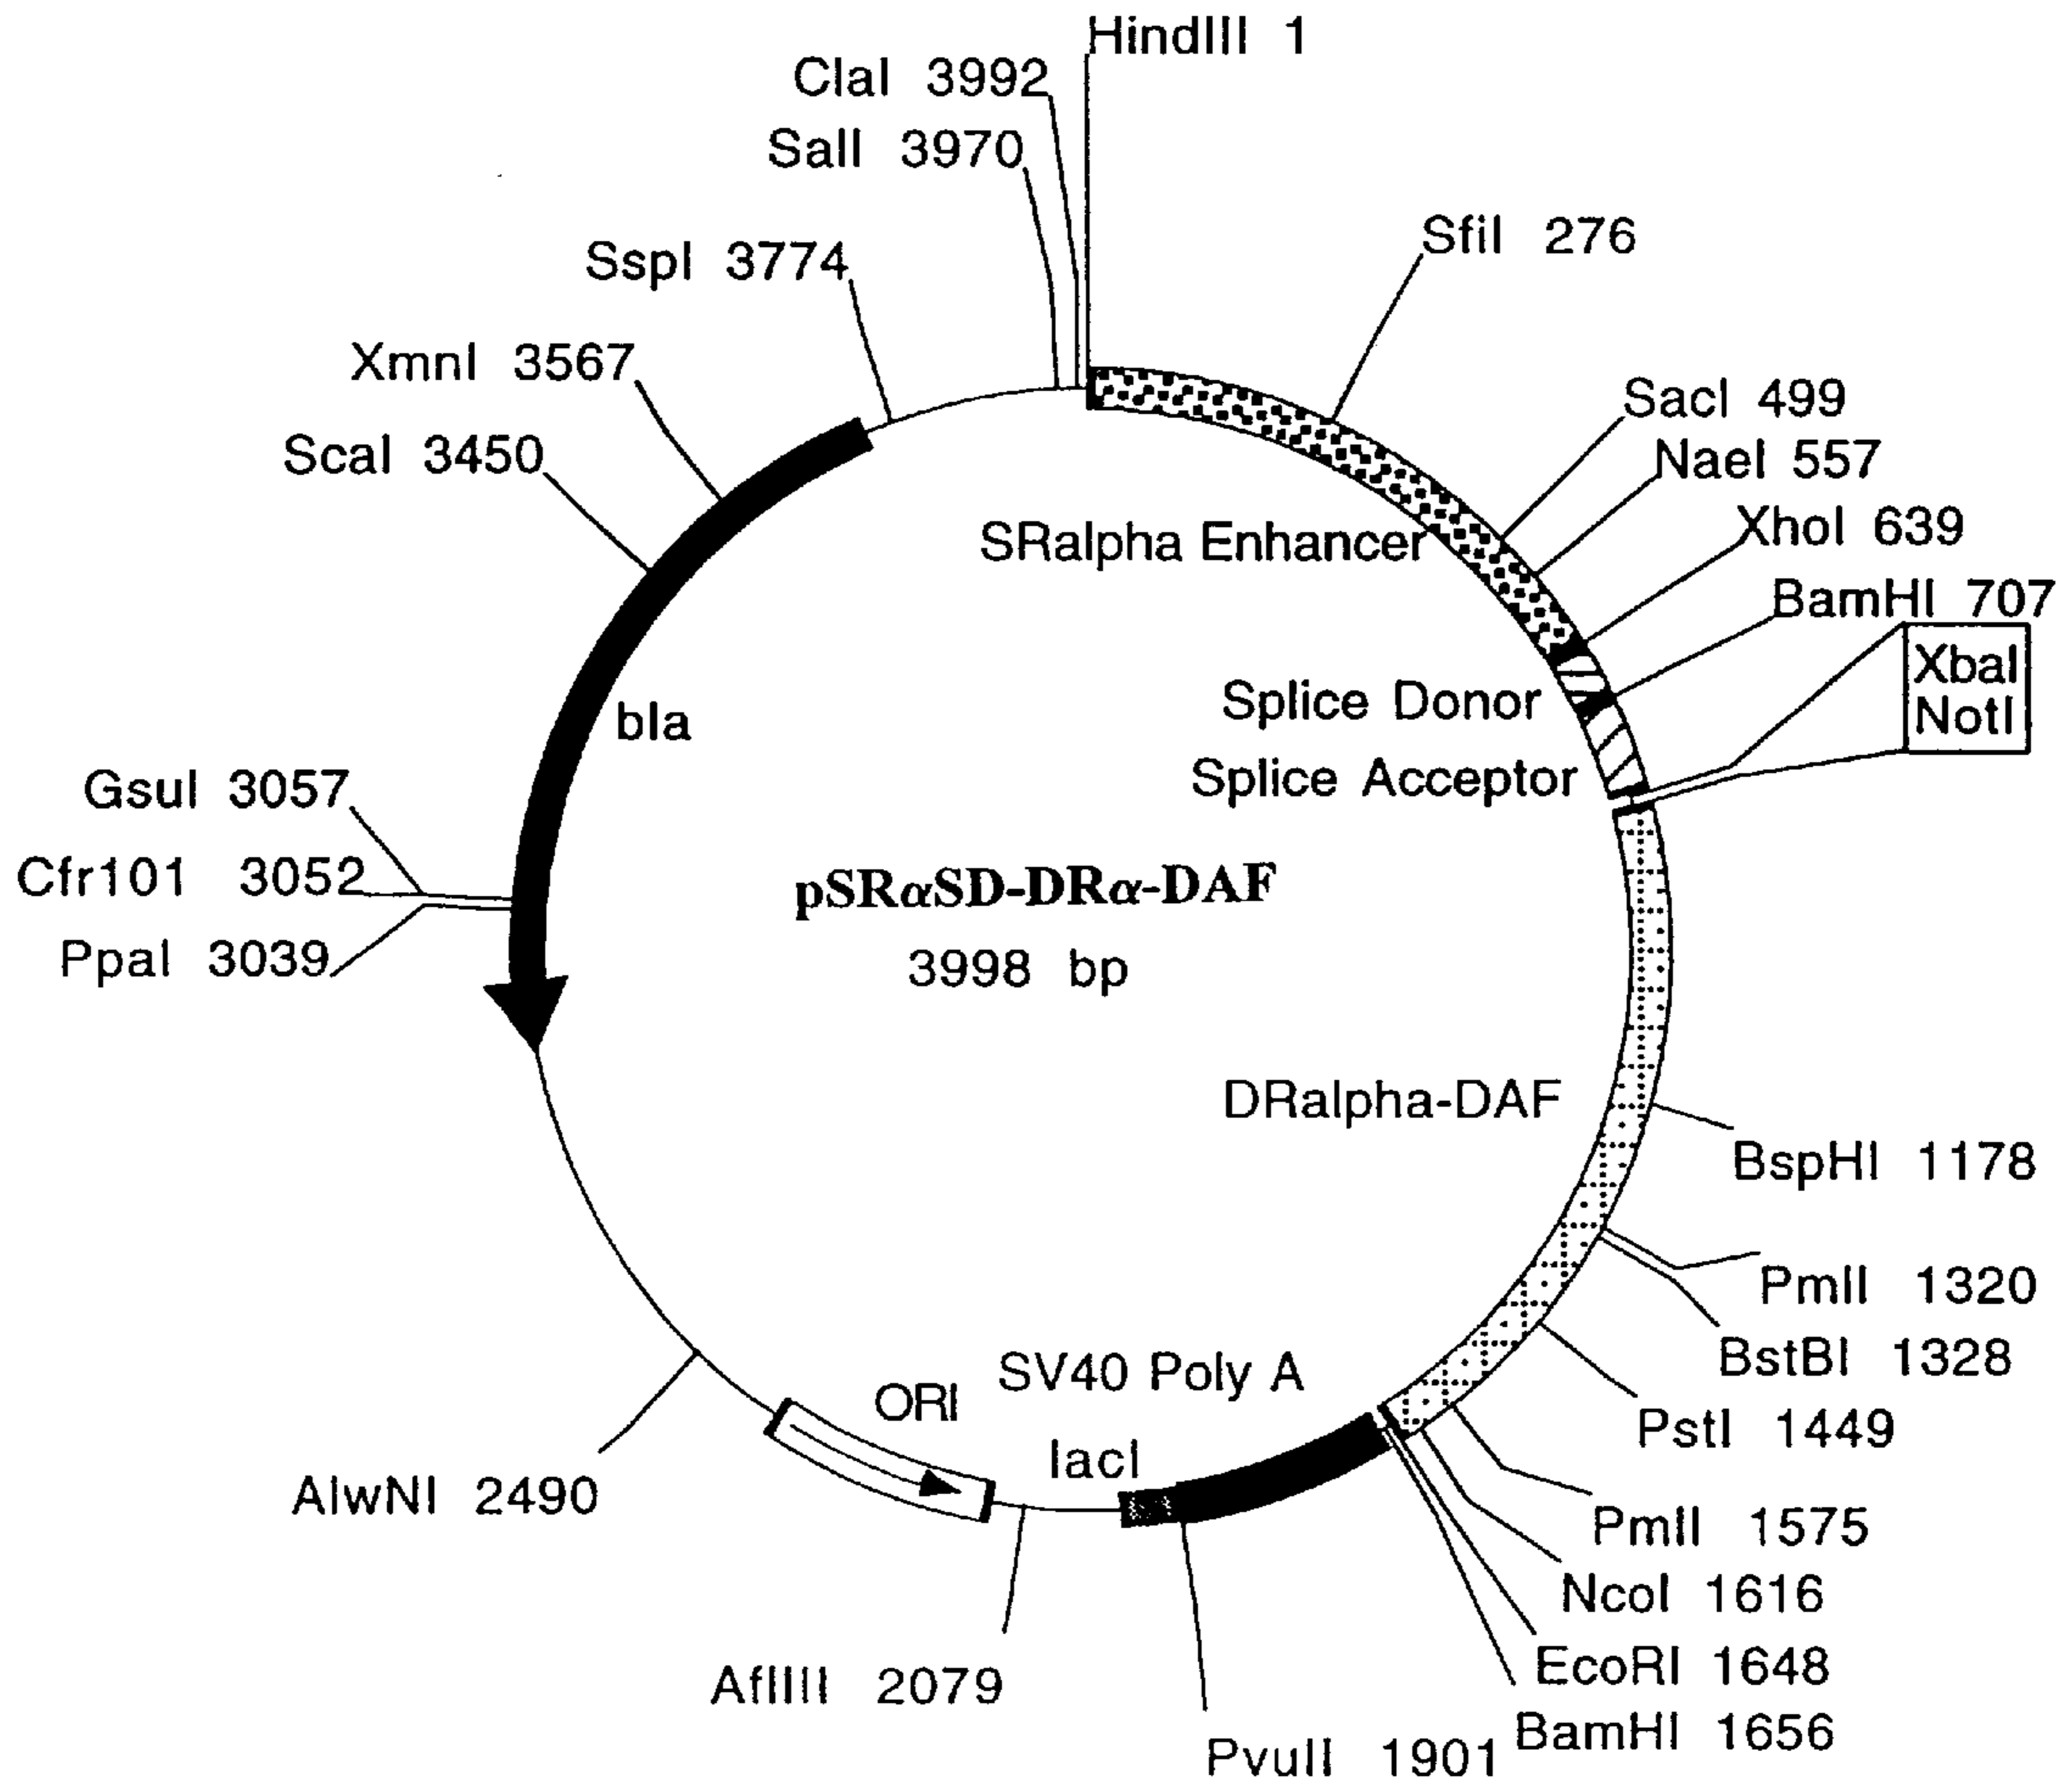 HindIII 1
ClaI 3992
SalI 3970
SfiI 276
SspI 3774
XmnI 3567
SacI 499
ScaI 3450
NaeI 557
XhoI 639
SRalpha Enhancer
BamHI 707
XbaI
NotI
Splice Donor
bla
Splice Acceptor
GsuI 3057
Cfr101 3052
pSRαSD-DRα-DAF
PpaI 3039
3998 bp
DRalpha-DAF
BspHI 1178
PmlI 1320
BstBI 1328
SV40 Poly A
ORI
PstI 1449
lacI
AlwNI 2490
PmlI 1575
NcoI 1616
EcoRI 1648
AflIII 2079
BamHI 1656
PvuII 1901